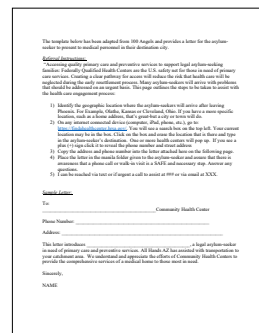 The template below has been adapted from 100 Angels and provides a letter for the asylum-
seeker to present to medical personnel in their destination city.
Referral Instructions:
"Accessing quality primary care and preventive services to support legal asylum-seeking
families: Federally Qualified Health Centers are the U.S. safety net for those in need of primary
care services. Creating a clear pathway for access will reduce the risk that health care will be
neglected during the early resettlement process. Many asylum-seekers will arrive with problems
that should be addressed on an urgent basis. This page outlines the steps to be taken to assist with
the health care engagement process:
1) Identify the geographic location where the asylum-seekers will arrive after leaving
Phoenix. For Example, Olathe, Kansas or Cleveland, Ohio. If you have a more specific
location, such as a home address, that's great-but a city or town will do.
2) On any internet connected device (computer, iPad, phone, etc.), go to
https://findahealthcenter.hrsa.gov/. You will see a search box on the top left. Your current
location may be in the box. Click on the box and erase the location that is there and type
in the asylum-seeker's destination. One or more health centers will pop up. If you see a
plus (+) sign click it to reveal the phone number and street address
3) Copy the address and phone number into the letter attached here on the following page.
4) Place the letter in the manila folder given to the asylum-seeker and assure that there is
awareness that a phone call or walk-in visit is a SAFE and necessary step. Answer any
questions.
5) I can be reached via text or if urgent a call to assist at ### or via email at XXX.
Sample Letter:
To:
Community Health Center
Phone Number:
Address:
This letter introduces , a legal asylum-seeker
in need of primary care and preventive services. All Hands AZ has assisted with transportation to
your catchment area. We understand and appreciate the efforts of Community Health Centers to
provide the comprehensive services of a medical home to those most in need.
Sincerely,
NAME